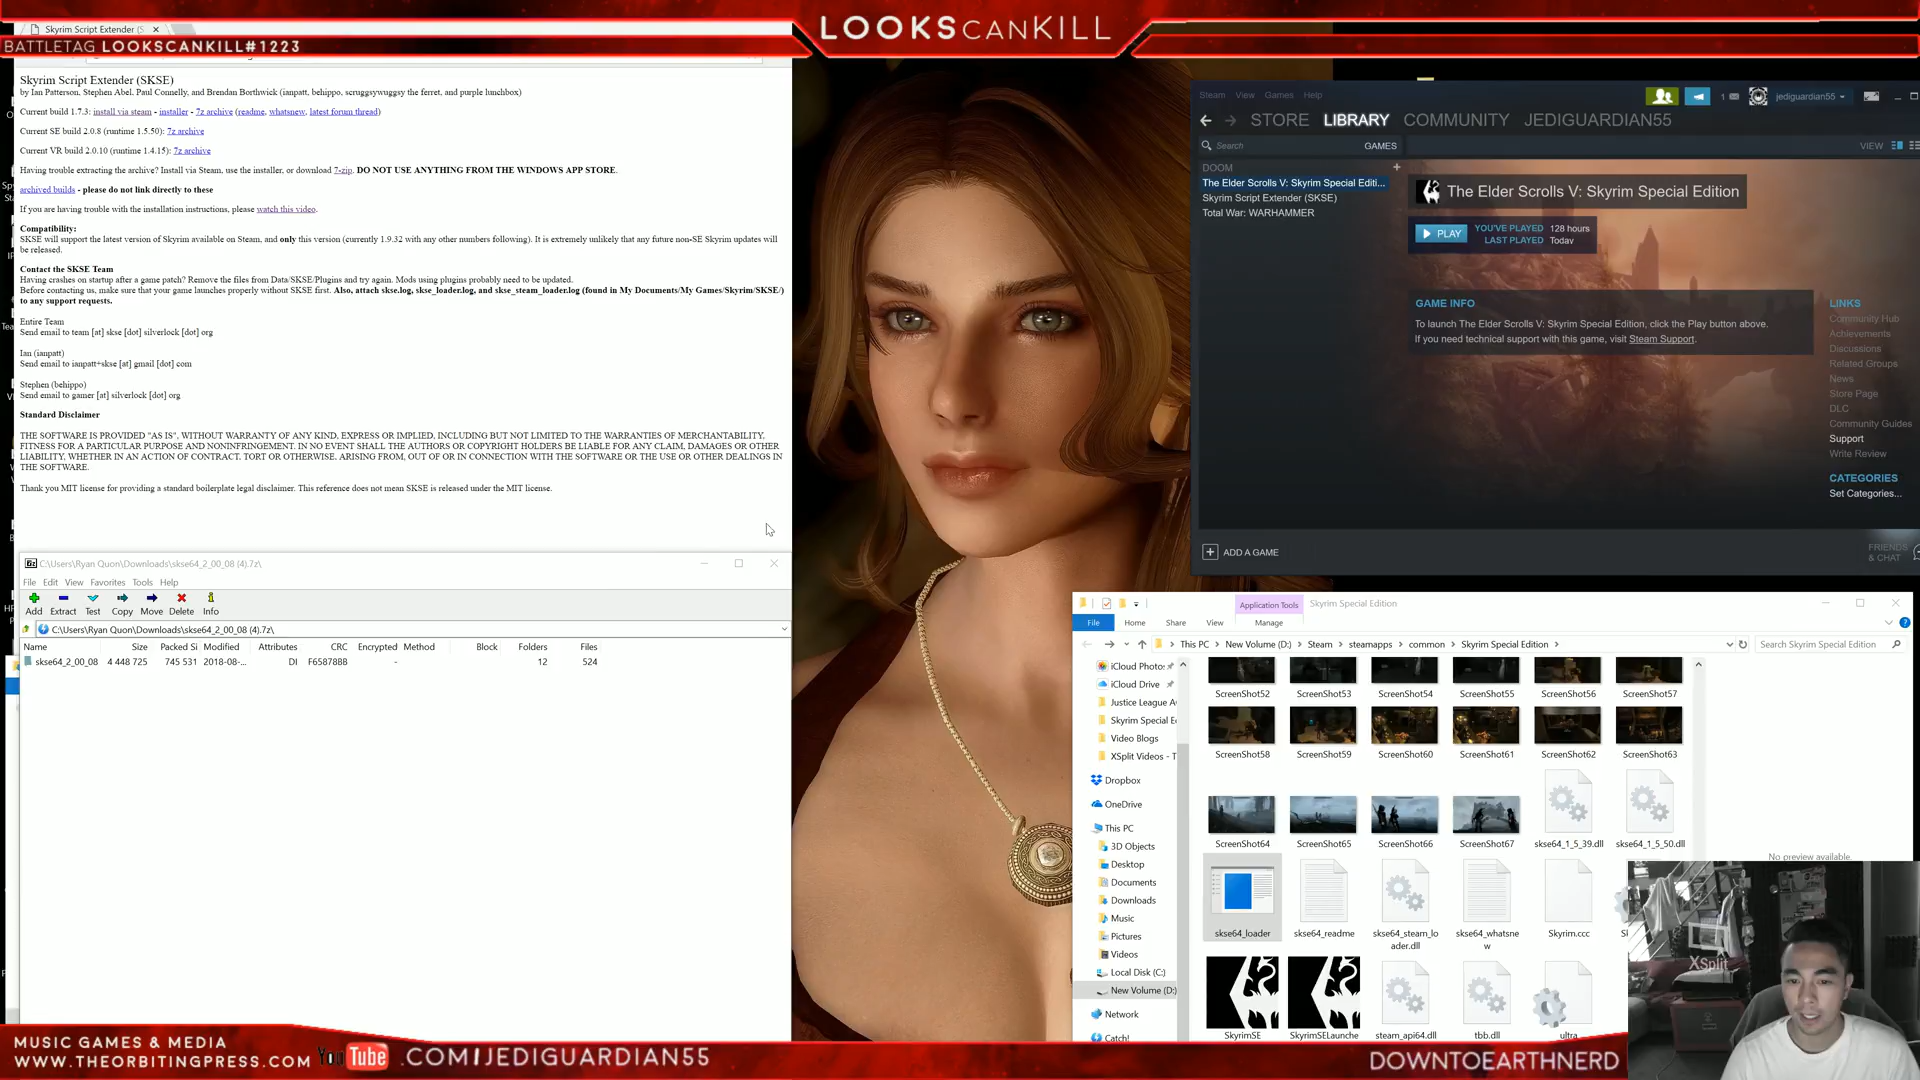 LOOKSCANKILL
Skyrim Script Extender (S
BATTLETAG LOOKSCANKILL#1223
Skyrim Script Extender (SKSE)
by Ian Patterson, Stephen Abel, Paul Connelly, and Brendan Borthwick (ianpatt, behippo, scruggsywuggsy the ferret, and purple lunchbox)
Current build 1.7.3: install via steam - installer - 7z archive (readme, whatsnew, latest forum thread)
Current SE build 2.0.8 (runtime 1.5.50): 7z archive
Current VR build 2.0.10 (runtime 1.4.15): 7z archive
Having trouble extracting the archive? Install via Steam, use the installer, or download 7-zip. DO NOT USE ANYTHING FROM THE WINDOWS APP STORE.
archived builds - please do not link directly to these
If you are having trouble with the installation instructions, please watch this video.
Compatibility:
SKSE will support the latest version of Skyrim available on Steam, and only this version (currently 1.9.32 with any other numbers following). It is extremely unlikely that any future non-SE Skyrim updates will
be released.
Contact the SKSE Team
Having crashes on startup after a game patch? Remove the files from Data/SKSE/Plugins and try again. Mods using plugins probably need to be updated.
Before contacting us, make sure that your game launches properly without SKSE first. Also, attach skse.log, skse_loader.log, and skse_steam_loader.log (found in My Documents/My Games/Skyrim/SKSE/)
to any support requests.
Entire Team
Send email to team [at] skse [dot] silverlock [dot] org
Ian (ianpatt)
Send email to ianpatt+skse [at] gmail [dot] com
Stephen (behippo)
Send email to gamer [at] silverlock [dot] org
Standard Disclaimer
THE SOFTWARE IS PROVIDED "AS IS", WITHOUT WARRANTY OF ANY KIND, EXPRESS OR IMPLIED, INCLUDING BUT NOT LIMITED TO THE WARRANTIES OF MERCHANTABILITY,
FITNESS FOR A PARTICULAR PURPOSE AND NONINFRINGEMENT. IN NO EVENT SHALL THE AUTHORS OR COPYRIGHT HOLDERS BE LIABLE FOR ANY CLAIM, DAMAGES OR OTHER
LIABILITY, WHETHER IN AN ACTION OF CONTRACT, TORT OR OTHERWISE, ARISING FROM, OUT OF OR IN CONNECTION WITH THE SOFTWARE OR THE USE OR OTHER DEALINGS IN
THE SOFTWARE.
Thank you MIT license for providing a standard boilerplate legal disclaimer. This reference does not mean SKSE is released under the MIT license.
C:\Users\Ryan Quon\Downloads\skse64_2_00_08 (4).7z\
File Edit View Favorites Tools Help
Add Extract Test Copy Move Delete Info
C:\Users\Ryan Quon\Downloads\skse64_2_00_08 (4).7z\
Name Size Packed Si Modified Attributes CRC Encrypted Method Block Folders Files
skse64_2_00_08 4 448 725 745 531 2018-08-... DI F658788B - 12 524
Steam View Games Help
1 jediguardian55
STORE LIBRARY COMMUNITY JEDIGUARDIAN55
Search GAMES VIEW
DOOM
The Elder Scrolls V: Skyrim Special Editi...
Skyrim Script Extender (SKSE)
Total War: WARHAMMER
The Elder Scrolls V: Skyrim Special Edition
PLAY
YOU'VE PLAYED 128 hours
LAST PLAYED Today
GAME INFO
To launch The Elder Scrolls V: Skyrim Special Edition, click the Play button above.
If you need technical support with this game, visit Steam Support.
LINKS
Community Hub
Achievements
Discussions
Related Groups
News
Store Page
DLC
Community Guides
Support
Write Review
CATEGORIES
Set Categories...
ADD A GAME
FRIENDS
& CHAT
Application Tools Skyrim Special Edition
File Home Share View Manage
This PC New Volume (D:) Steam steamapps common Skyrim Special Edition
Search Skyrim Special Edition
iCloud Photo:
iCloud Drive
Justice League A
Skyrim Special E
Video Blogs
XSplit Videos - T
Dropbox
OneDrive
This PC
3D Objects
Desktop
Documents
Downloads
Music
Pictures
Videos
Local Disk (C:)
New Volume (D:)
Network
Catch!
ScreenShot52 ScreenShot53 ScreenShot54 ScreenShot55 ScreenShot56 ScreenShot57
ScreenShot58 ScreenShot59 ScreenShot60 ScreenShot61 ScreenShot62 ScreenShot63
ScreenShot64 ScreenShot65 ScreenShot66 ScreenShot67 skse64_1_5_39.dll skse64_1_5_50.dll
skse64_loader skse64_readme skse64_steam_lo
ader.dll skse64_whatsne
w Skyrim.ccc
SkyrimSE SkyrimSELaunche steam_api64.dll tbb.dll ultra
No preview available.
XSplit
MUSIC GAMES & MEDIA
WWW.THEORBITINGPRESS.COM YouTube .COM/JEDIGUARDIAN55
DOWNTOEARTHNERD